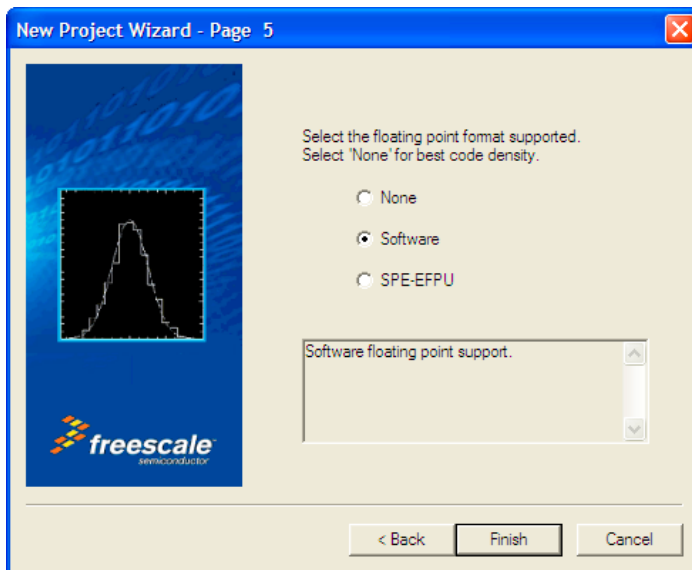 New Project Wizard - Page 5
Select the floating point format supported.
Select 'None' for best code density.
None
Software
SPE-EFPU
Software floating point support.
freescale
semiconductor
< Back
Finish
Cancel